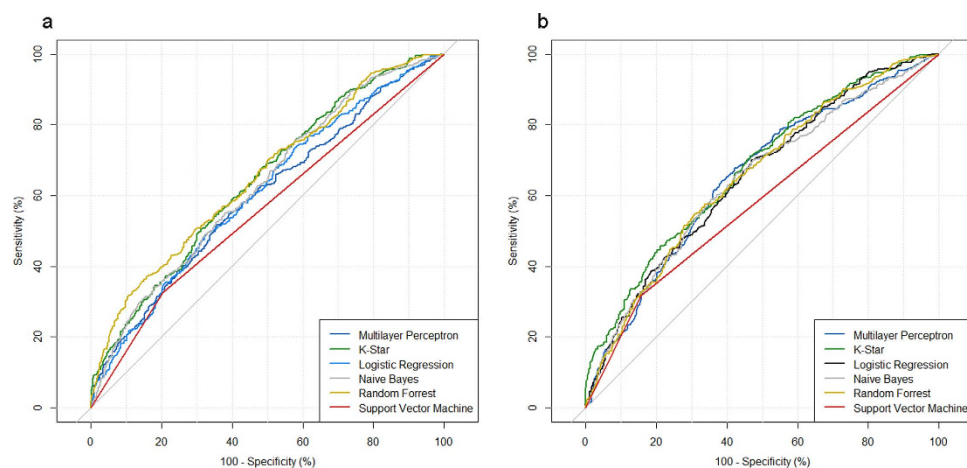 a
100
80
60
40
20
0
Sensitivity (%)
Multilayer Perceptron
K-Star
Logistic Regression
Naive Bayes
Random Forrest
Support Vector Machine
0 20 40 60 80 100
100 - Specificity (%)
b
100
80
60
40
20
0
Sensitivity (%)
Multilayer Perceptron
K-Star
Logistic Regression
Naive Bayes
Random Forrest
Support Vector Machine
0 20 40 60 80 100
100 - Specificity (%)